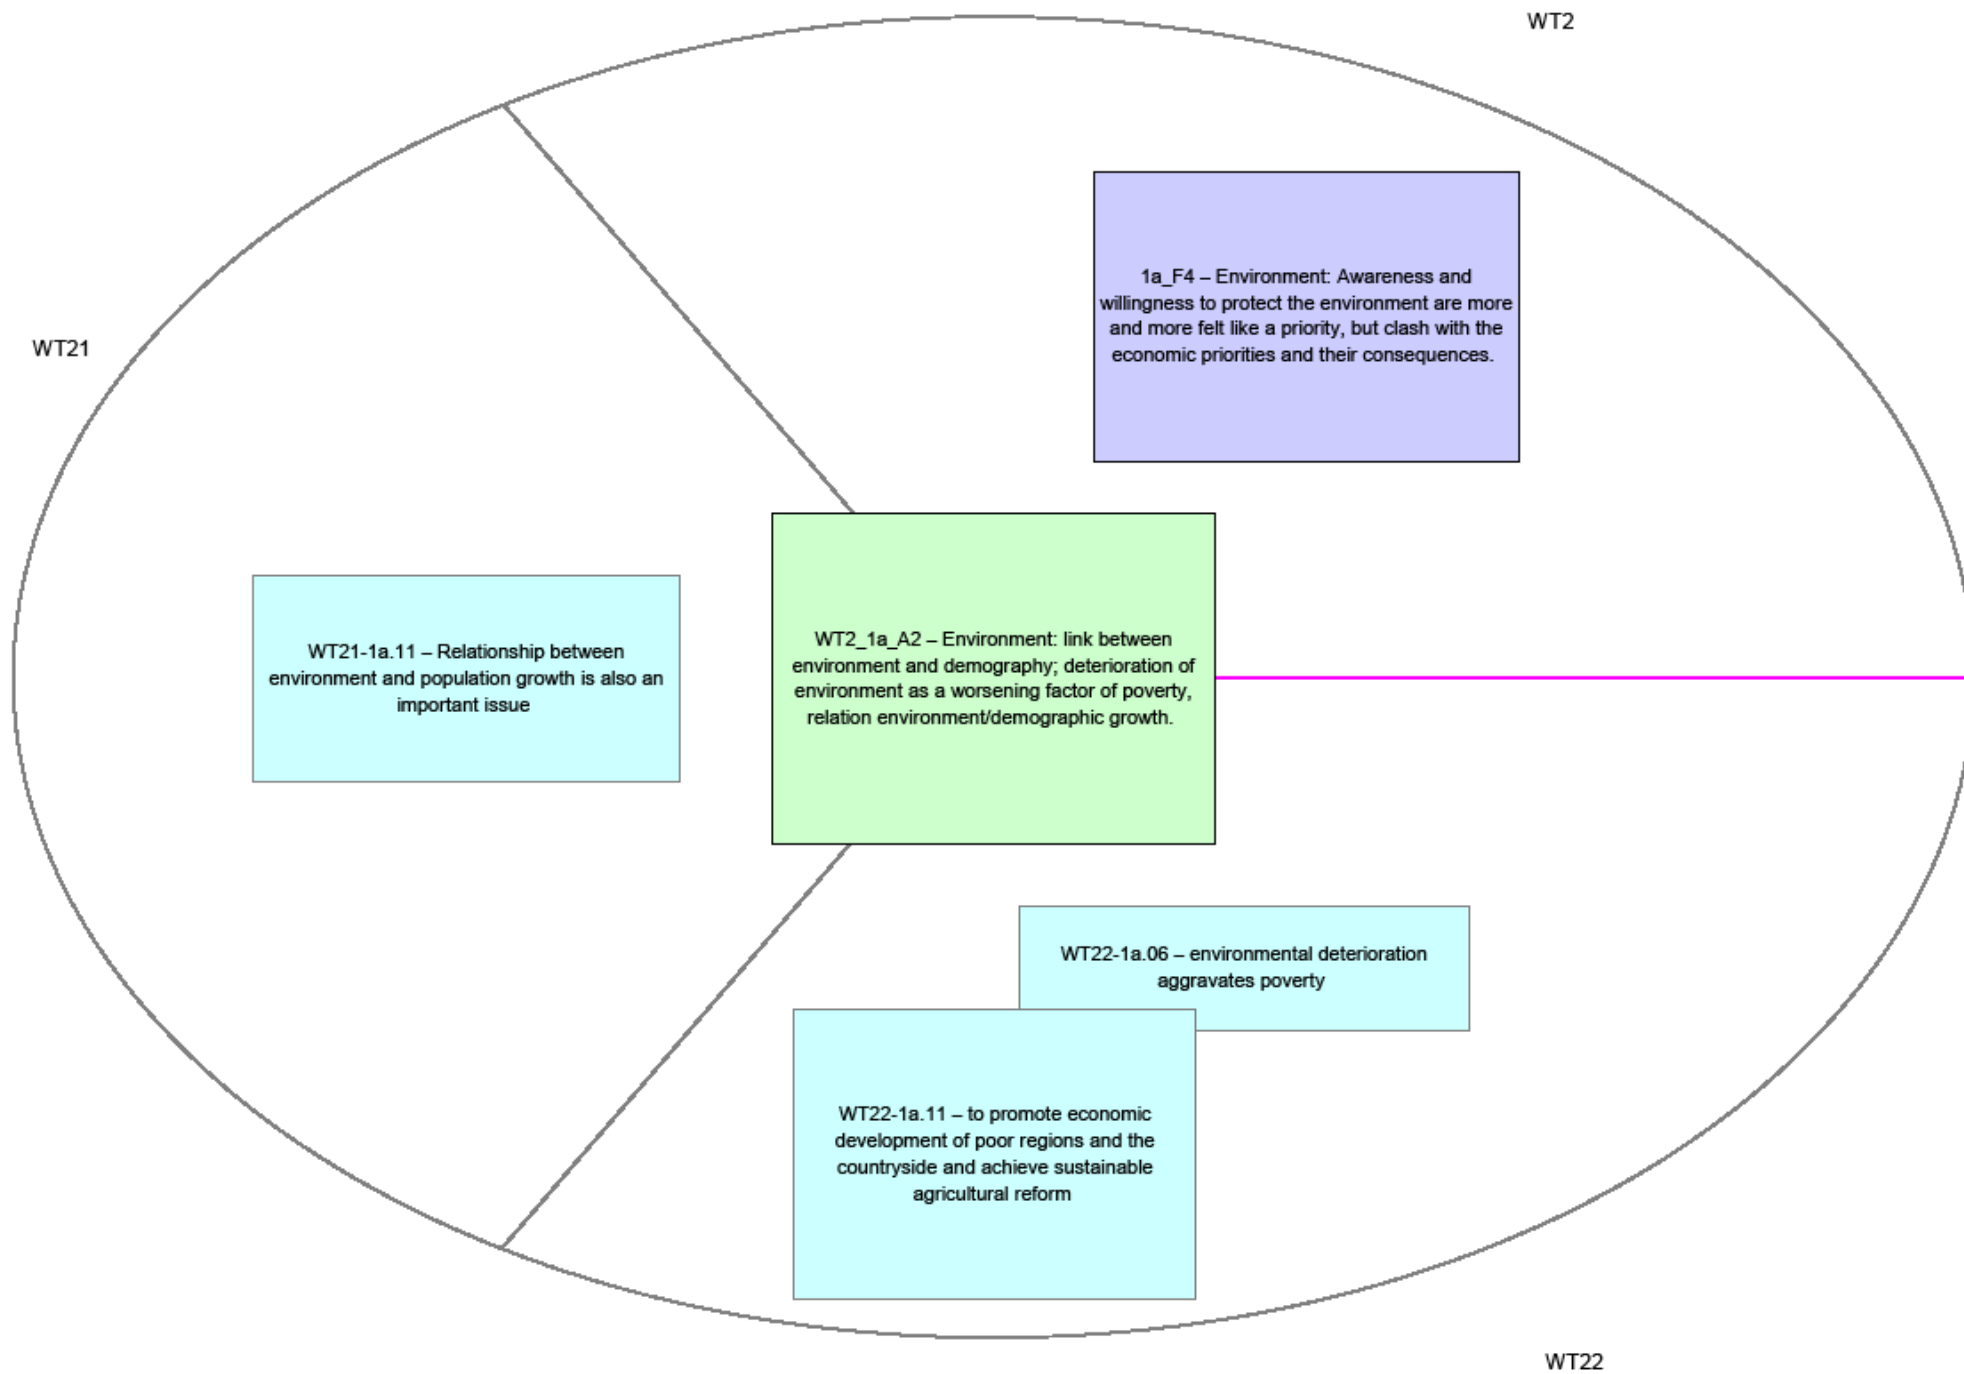 WT2
1a_F4 – Environment: Awareness and
willingness to protect the environment are more
and more felt like a priority, but clash with the
economic priorities and their consequences.
WT21
WT21-1a.11 – Relationship between
environment and population growth is also an
important issue
WT2_1a_A2 – Environment: link between
environment and demography; deterioration of
environment as a worsening factor of poverty,
relation environment/demographic growth.
WT22-1a.06 – environmental deterioration
aggravates poverty
WT22-1a.11 – to promote economic
development of poor regions and the
countryside and achieve sustainable
agricultural reform
WT22